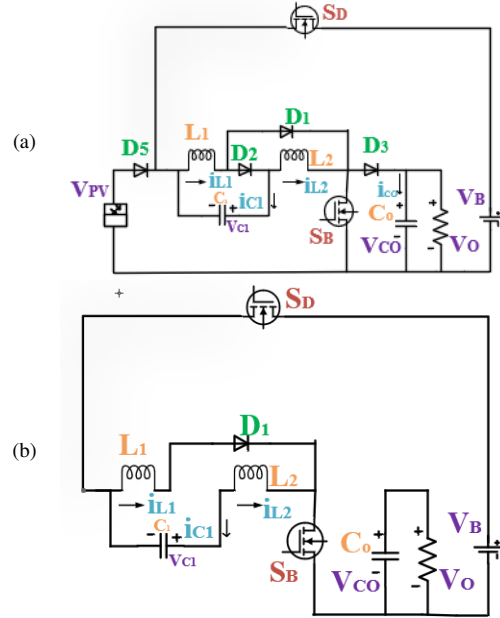 SD
(a)
D1
L1
D5
D2
L2
D3
VPV
iL1
iL2
iCO
VB
C
iC1
- +
VC1
SB
Co
+
-
VCO
+
-
VO
SD
(b)
D1
L1
L2
iL1
iC1
iL2
C1
- +
VC1
SB
Co
+
-
VCO
+
-
VO
VB